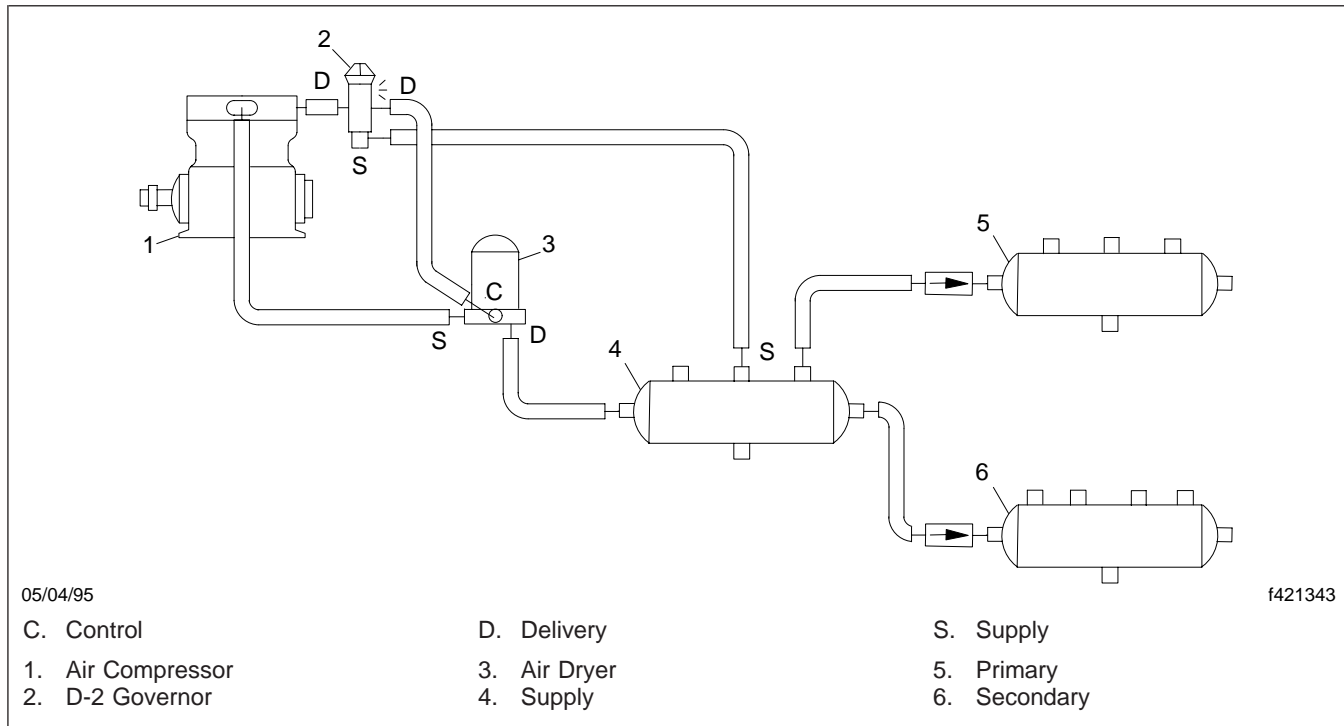 2
D
D
S
1
3
C
S
D
5
4
S
6
05/04/95
f421343
C. Control
D. Delivery
S. Supply
1. Air Compressor
3. Air Dryer
5. Primary
2. D-2 Governor
4. Supply
6. Secondary